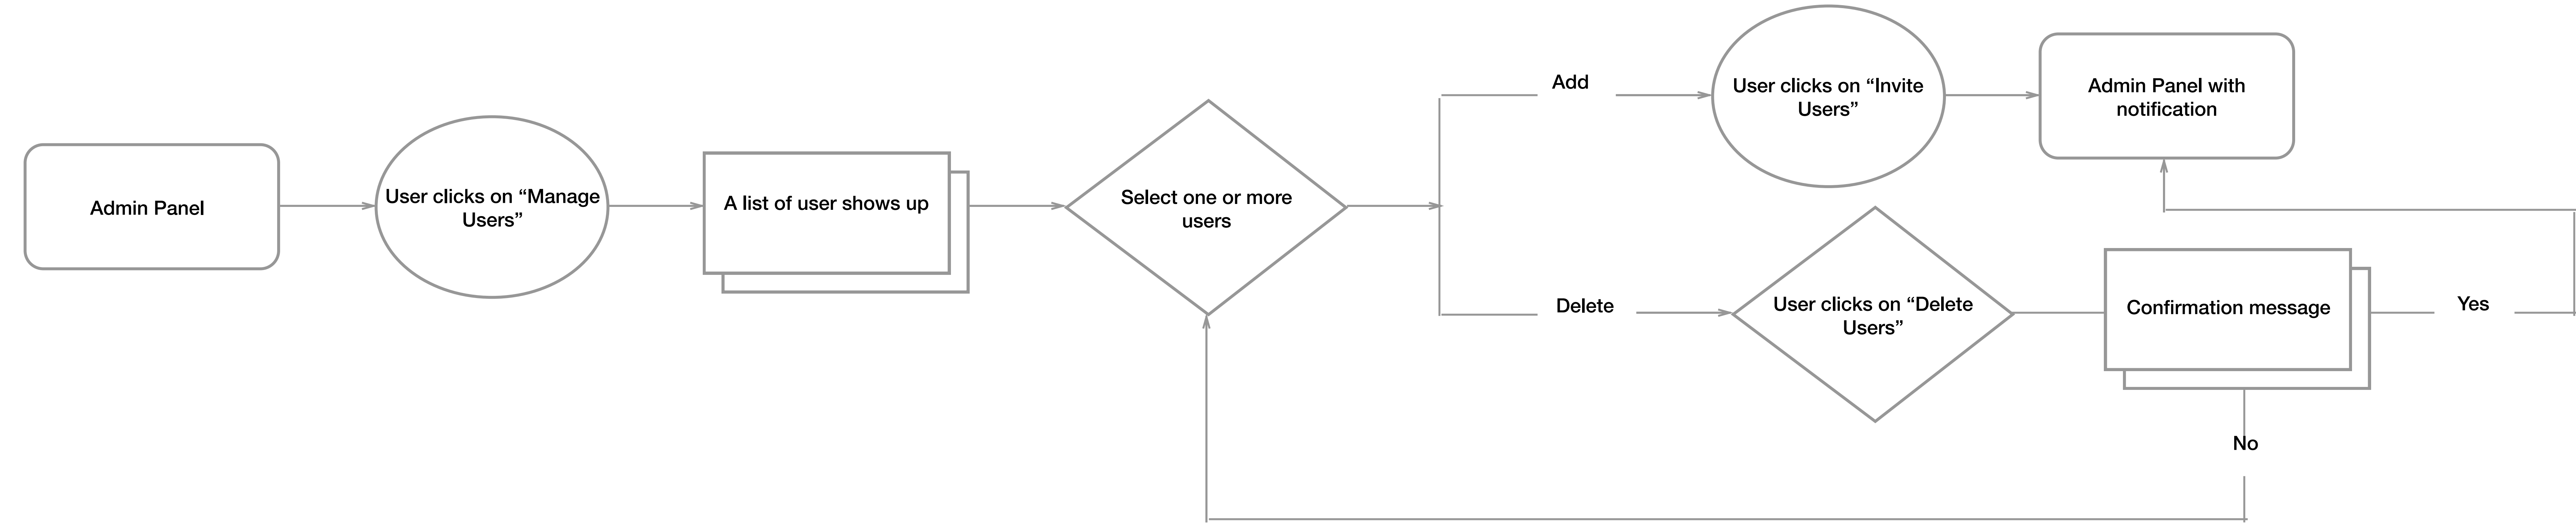 Admin Panel
User clicks on “Manage
Users”
A list of user shows up
Select one or more
users
Add
User clicks on “Invite
Users”
Admin Panel with
notification
Delete
User clicks on “Delete
Users”
Confirmation message
Yes
No